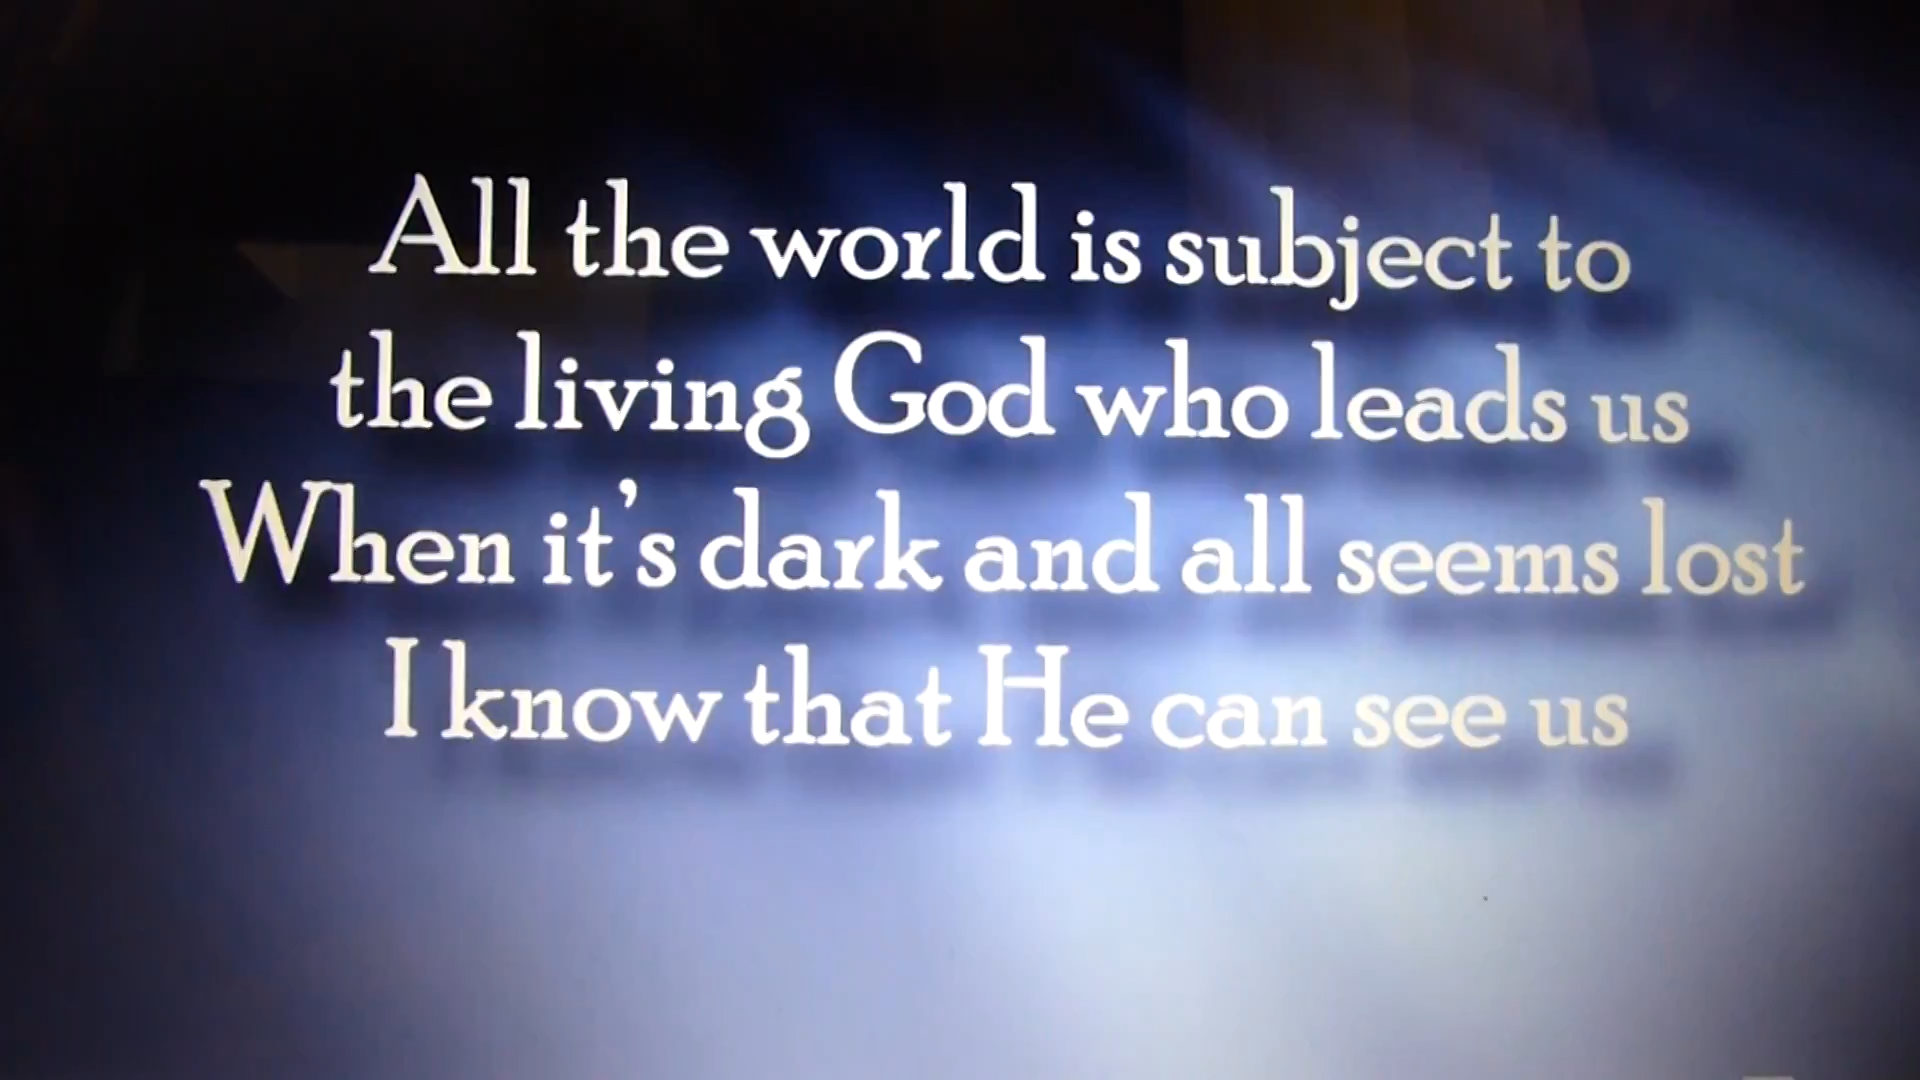 All the world is subject to
the living God who leads us
When it's dark and all seems lost
I know that He can see us